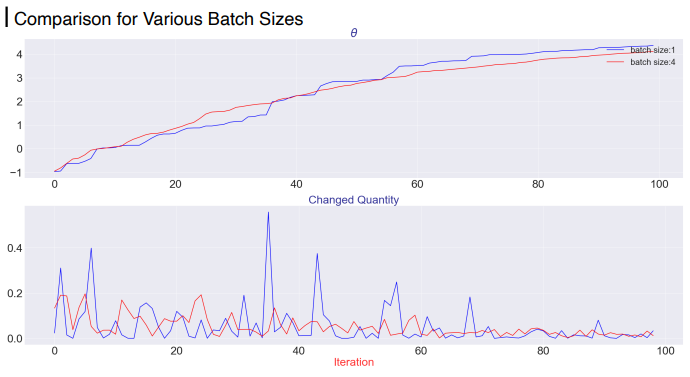 Comparison for Various Batch Sizes
θ
4
3
2
1
0
−1
batch size:1
batch size:4
0 20 40 60 80 100
Changed Quantity
0.4
0.2
0.0
0 20 40 60 80 100
Iteration